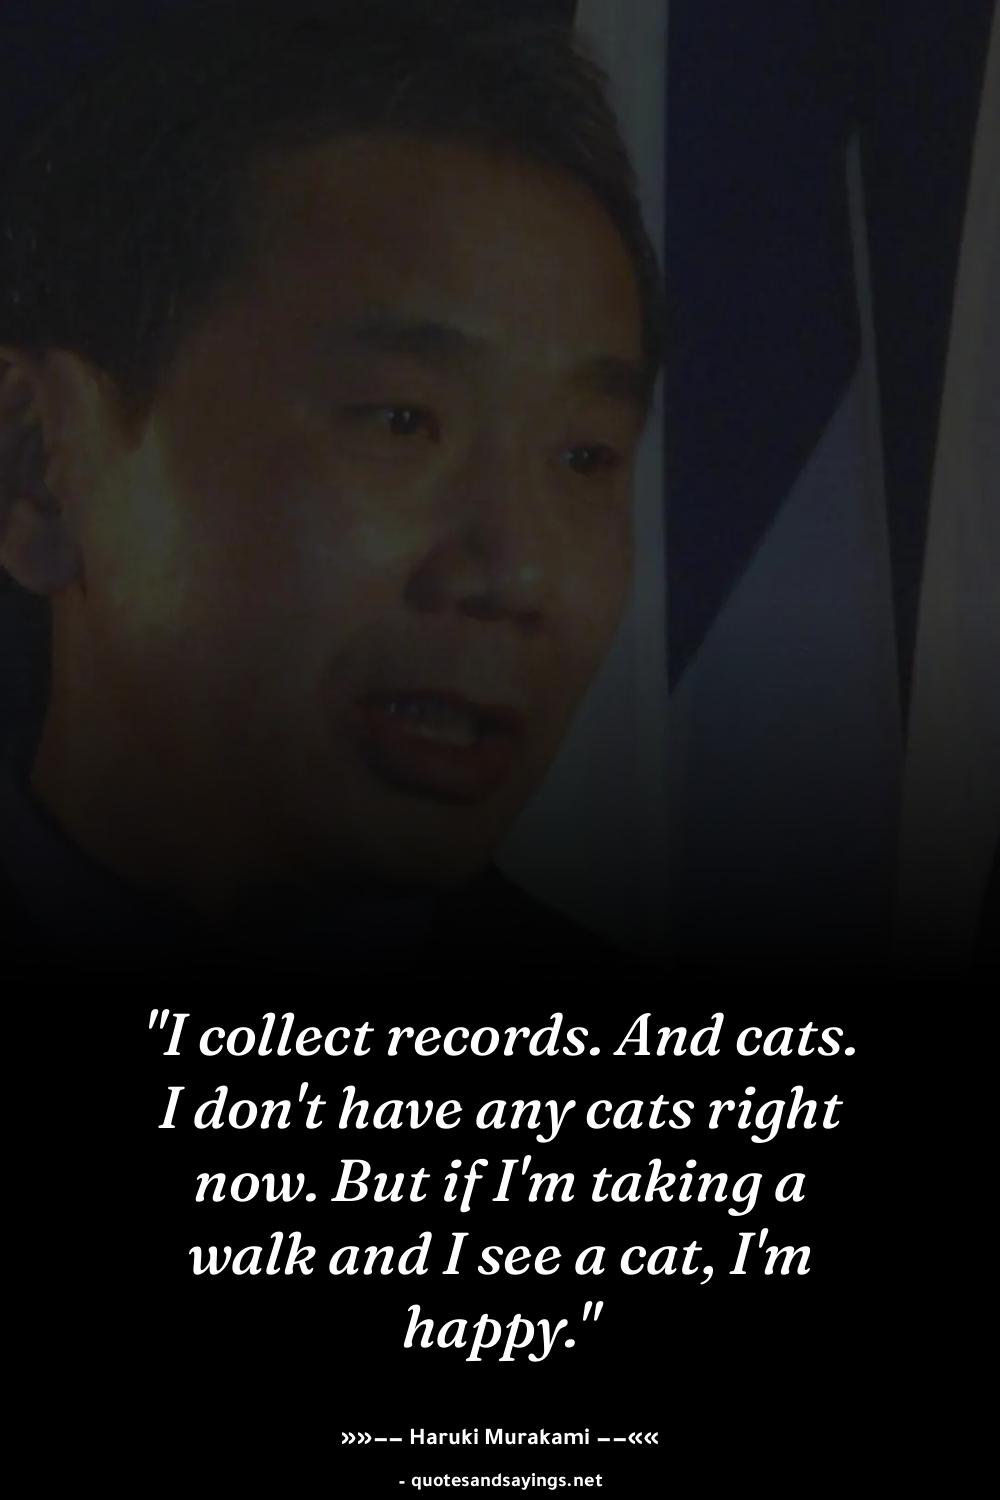 "I collect records. And cats.
I don't have any cats right
now. But if I'm taking a
walk and I see a cat, I'm
happy."
»»−− Haruki Murakami −−««
- quotesandsayings.net